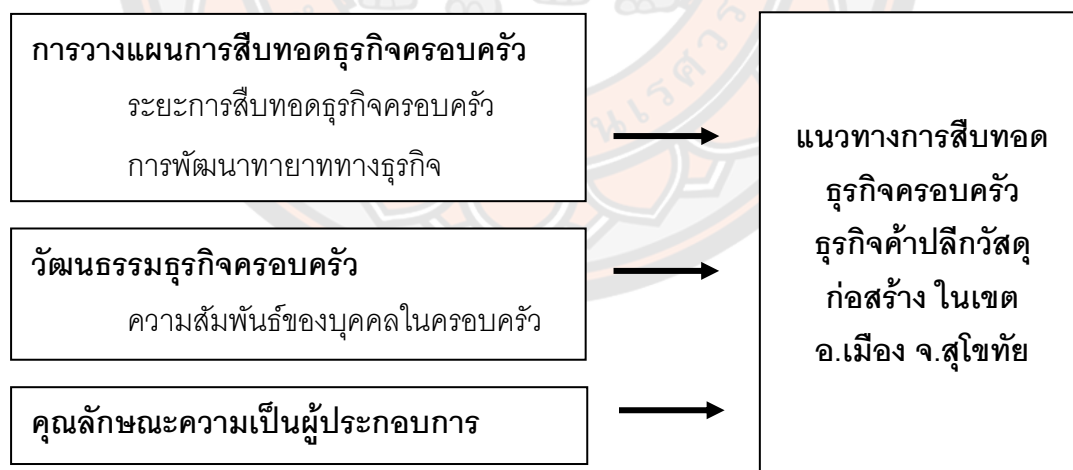 การวางแผนการสืบทอดธุรกิจครอบครัว
ระยะการสืบทอดธุรกิจครอบครัว
การพัฒนาทายาททางธุรกิจ
วัฒนธรรมธุรกิจครอบครัว
ความสัมพันธ์ของบุคคลในครอบครัว
คุณลักษณะความเป็นผู้ประกอบการ
แนวทางการสืบทอด
ธุรกิจครอบครัว
ธุรกิจค้าปลีกวัสดุ
ก่อสร้าง ในเขต
อ.เมือง จ.สุโขทัย